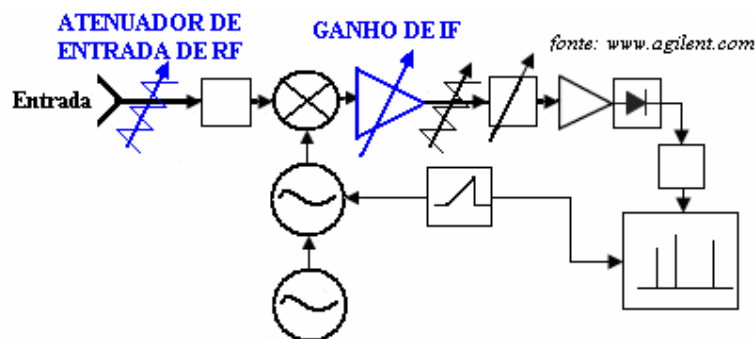 ATENUADOR DE
ENTRADA DE RF
GANHO DE IF
fonte: www.agilent.com
Entrada